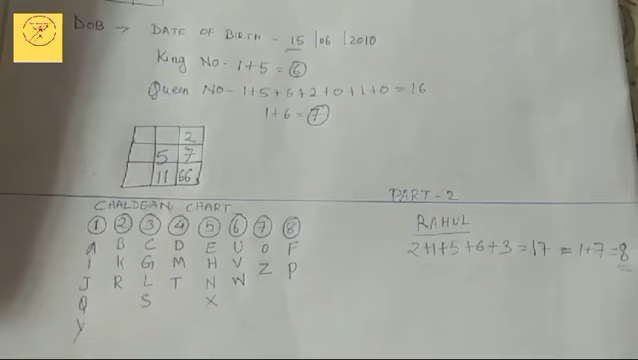 DOB → DATE OF BIRTH - 15 |06 |2010
King No - 1+5 = 6
Queen No - 1+5+6+2+0+1+0 = 16
1+6 = 7
2
5 7
11 66
PART-2
CHALDEAN CHART
RAHUL
1 2 3 4 5 6 7 8
2+1+5+6+3 = 17 = 1+7=8
A B C D E U O F
I K G M H V Z P
J R L T N W
Q S X
Y